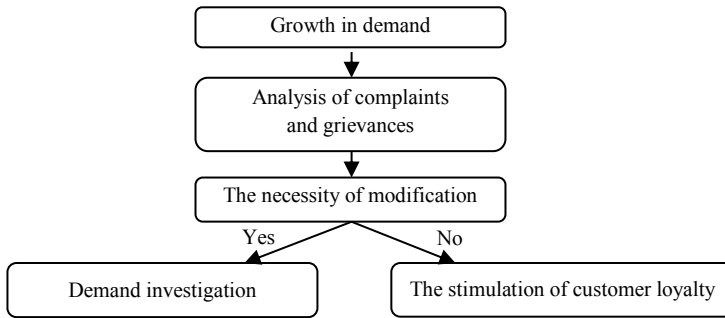 Growth in demand
Analysis of complaints
and grievances
The necessity of modification
Yes
No
Demand investigation
The stimulation of customer loyalty